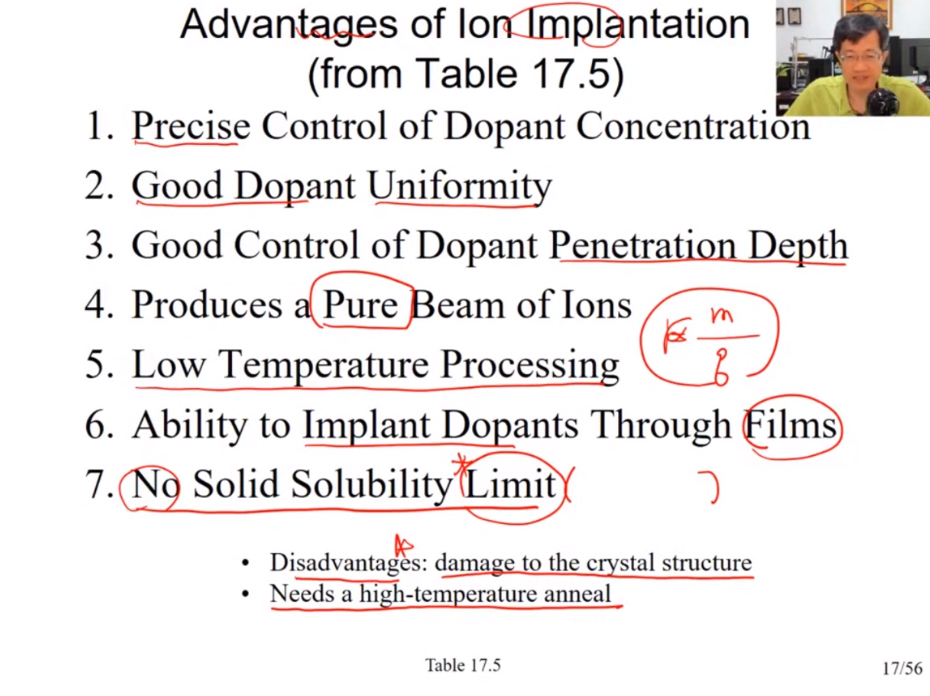 Advantages of Ion Implantation
(from Table 17.5)
1. Precise Control of Dopant Concentration
2. Good Dopant Uniformity
3. Good Control of Dopant Penetration Depth
4. Produces a Pure Beam of Ions
m
5. Low Temperature Processing
6. Ability to Implant Dopants Through Films
7. No Solid Solubility *Limit ( )
• Disadvantages: damage to the crystal structure
• Needs a high-temperature anneal
Table 17.5
17/56